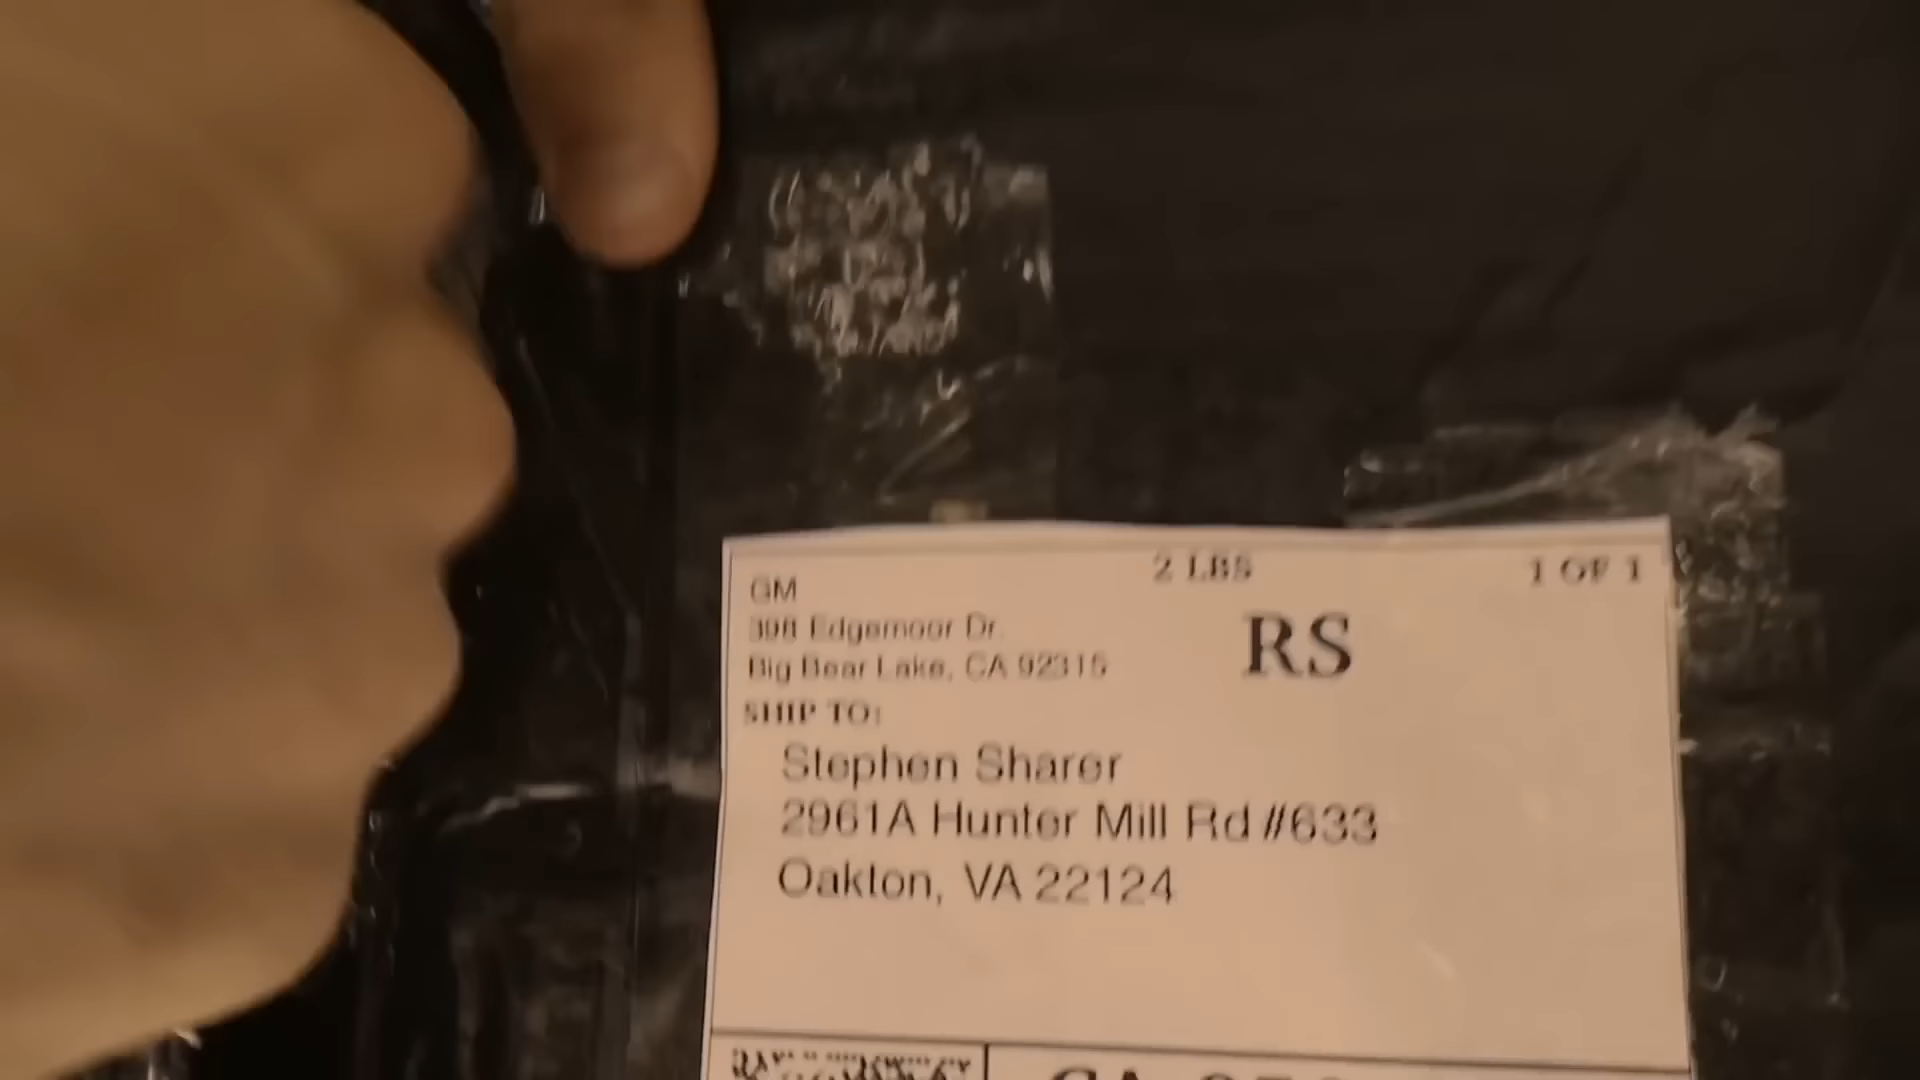 2 LBS
1 OF 1
GM
398 Edgemoor Dr.
RS
Big Bear Lake, CA 92315
SHIP TO:
Stephen Sharer
2961A Hunter Mill Rd #633
Oakton, VA 22124
CA